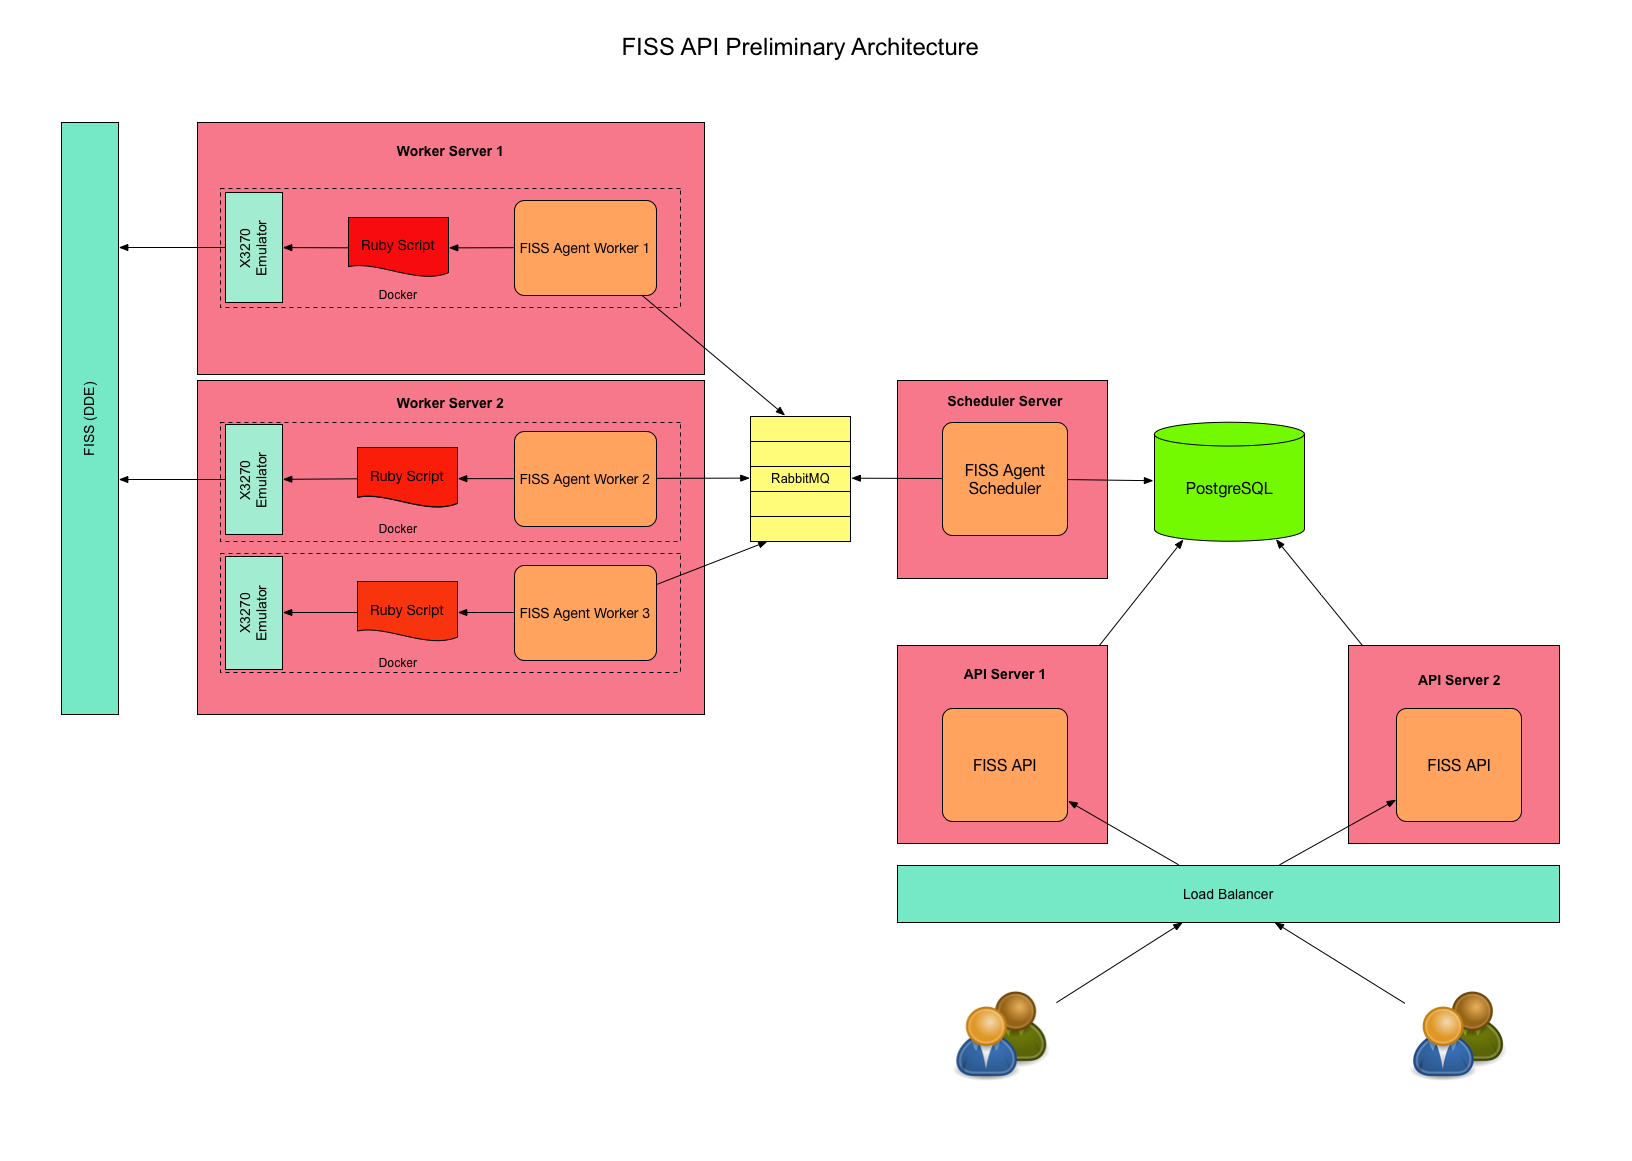 FISS API Preliminary Architecture
FISS (DDE)
Worker Server 1
X3270
Emulator
Ruby Script
FISS Agent Worker 1
Docker
Worker Server 2
X3270
Emulator
Ruby Script
FISS Agent Worker 2
Docker
X3270
Emulator
Ruby Script
FISS Agent Worker 3
Docker
RabbitMQ
Scheduler Server
FISS Agent
Scheduler
PostgreSQL
API Server 1
FISS API
API Server 2
FISS API
Load Balancer